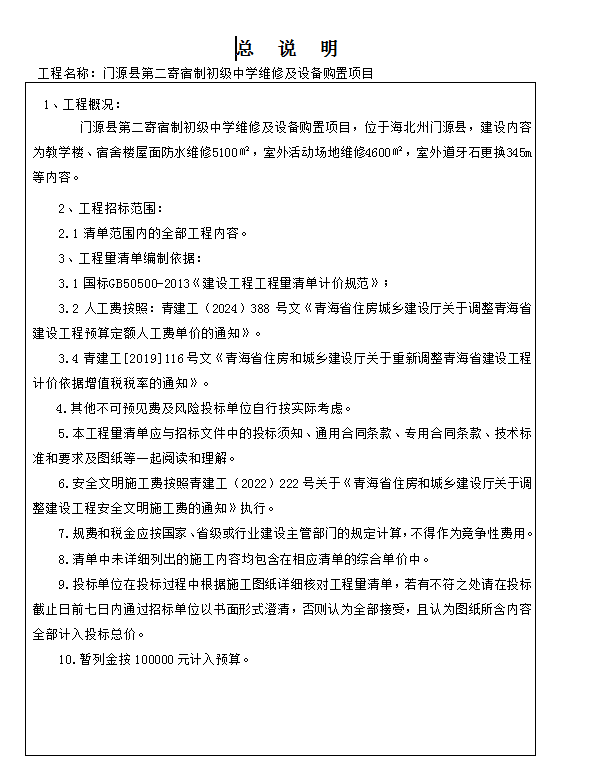 总 说 明
工程名称：门源县第二寄宿制初级中学维修及设备购置项目
1、工程概况：
门源县第二寄宿制初级中学维修及设备购置项目，位于海北州门源县，建设内容
为教学楼、宿舍楼屋面防水维修5100㎡，室外活动场地维修4600㎡，室外道牙石更换345m
等内容。
2、工程招标范围：
2.1 清单范围内的全部工程内容。
3、工程量清单编制依据：
3.1 国标GB50500-2013《建设工程工程量清单计价规范》；
3.2 人工费按照：青建工（2024）388 号文《青海省住房城乡建设厅关于调整青海省
建设工程预算定额人工费单价的通知》。
3.4 青建工[2019]116号文《青海省住房和城乡建设厅关于重新调整青海省建设工程
计价依据增值税税率的通知》。
4.其他不可预见费及风险投标单位自行按实际考虑。
5.本工程量清单应与招标文件中的投标须知、通用合同条款、专用合同条款、技术标
准和要求及图纸等一起阅读和理解。
6.安全文明施工费按照青建工（2022）222 号关于《青海省住房和城乡建设厅关于调
整建设工程安全文明施工费的通知》执行。
7.规费和税金应按国家、省级或行业建设主管部门的规定计算，不得作为竞争性费用。
8.清单中未详细列出的施工内容均包含在相应清单的综合单价中。
9.投标单位在投标过程中根据施工图纸详细核对工程量清单，若有不符之处请在投标
截止日前七日内通过招标单位以书面形式澄清，否则认为全部接受，且认为图纸所含内容
全部计入投标总价。
10.暂列金按 100000 元计入预算。